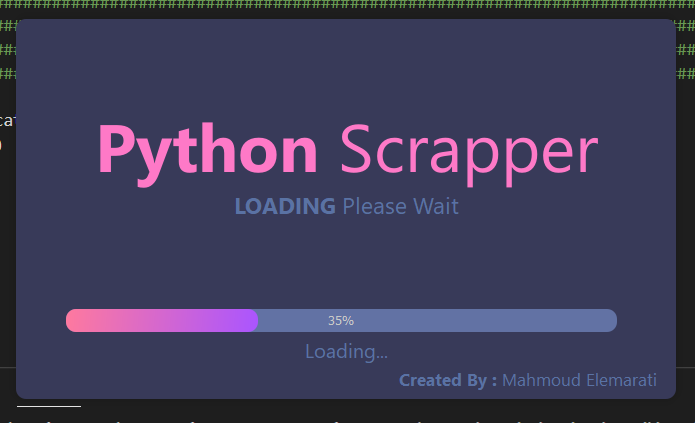 Python Scrapper
LOADING Please Wait
35%
Loading...
Created By : Mahmoud Elemarati